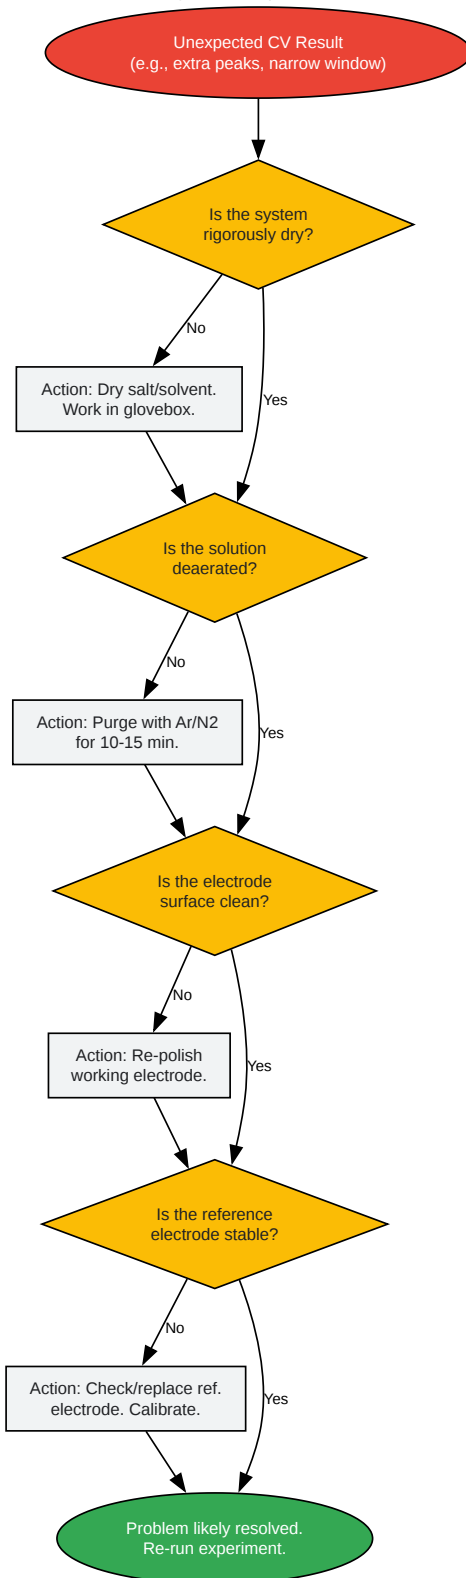 Unexpected CV Result
(e.g., extra peaks, narrow window)
Is the system
rigorously dry?
No
Yes
Action: Dry salt/solvent.
Work in glovebox.
Is the solution
deaerated?
No
Yes
Action: Purge with Ar/N2
for 10-15 min.
Is the electrode
surface clean?
No
Yes
Action: Re-polish
working electrode.
Is the reference
electrode stable?
No
Yes
Action: Check/replace ref.
electrode. Calibrate.
Problem likely resolved.
Re-run experiment.